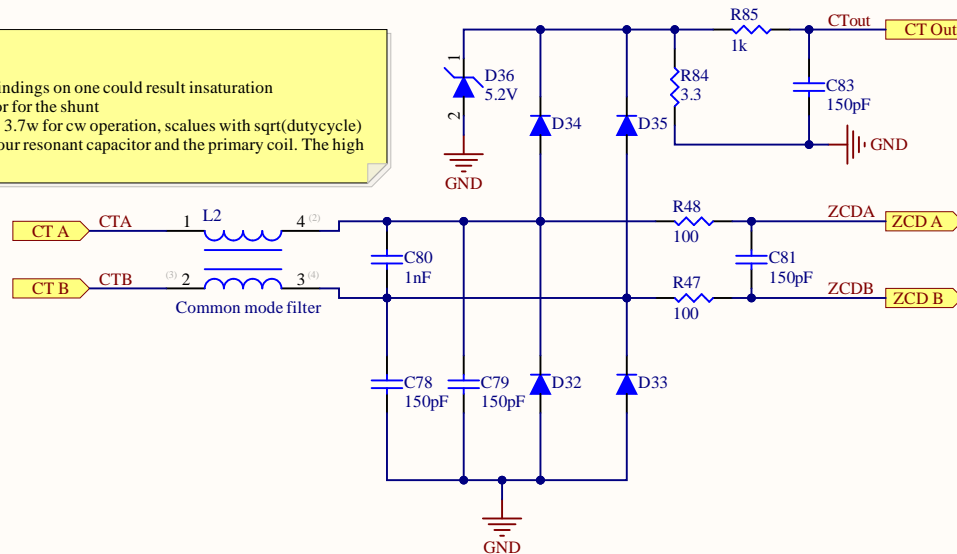 indings on one could result insaturation
or for the shunt
3.7w for cw operation, scalues with sqrt(dutycycle)
our resonant capacitor and the primary coil. The high
R85
1k
CTout
CT Out
1
D36
5.2V
2
GND
D34
D35
R84
3.3
C83
150pF
GND
CT A
CTA
1
L2
4
(2)
CT B
CTB
(3)
2
3
(4)
Common mode filter
C80
1nF
R48
100
ZCDA
ZCD A
C81
150pF
R47
100
ZCDB
ZCD B
C78
150pF
C79
150pF
D32
D33
GND